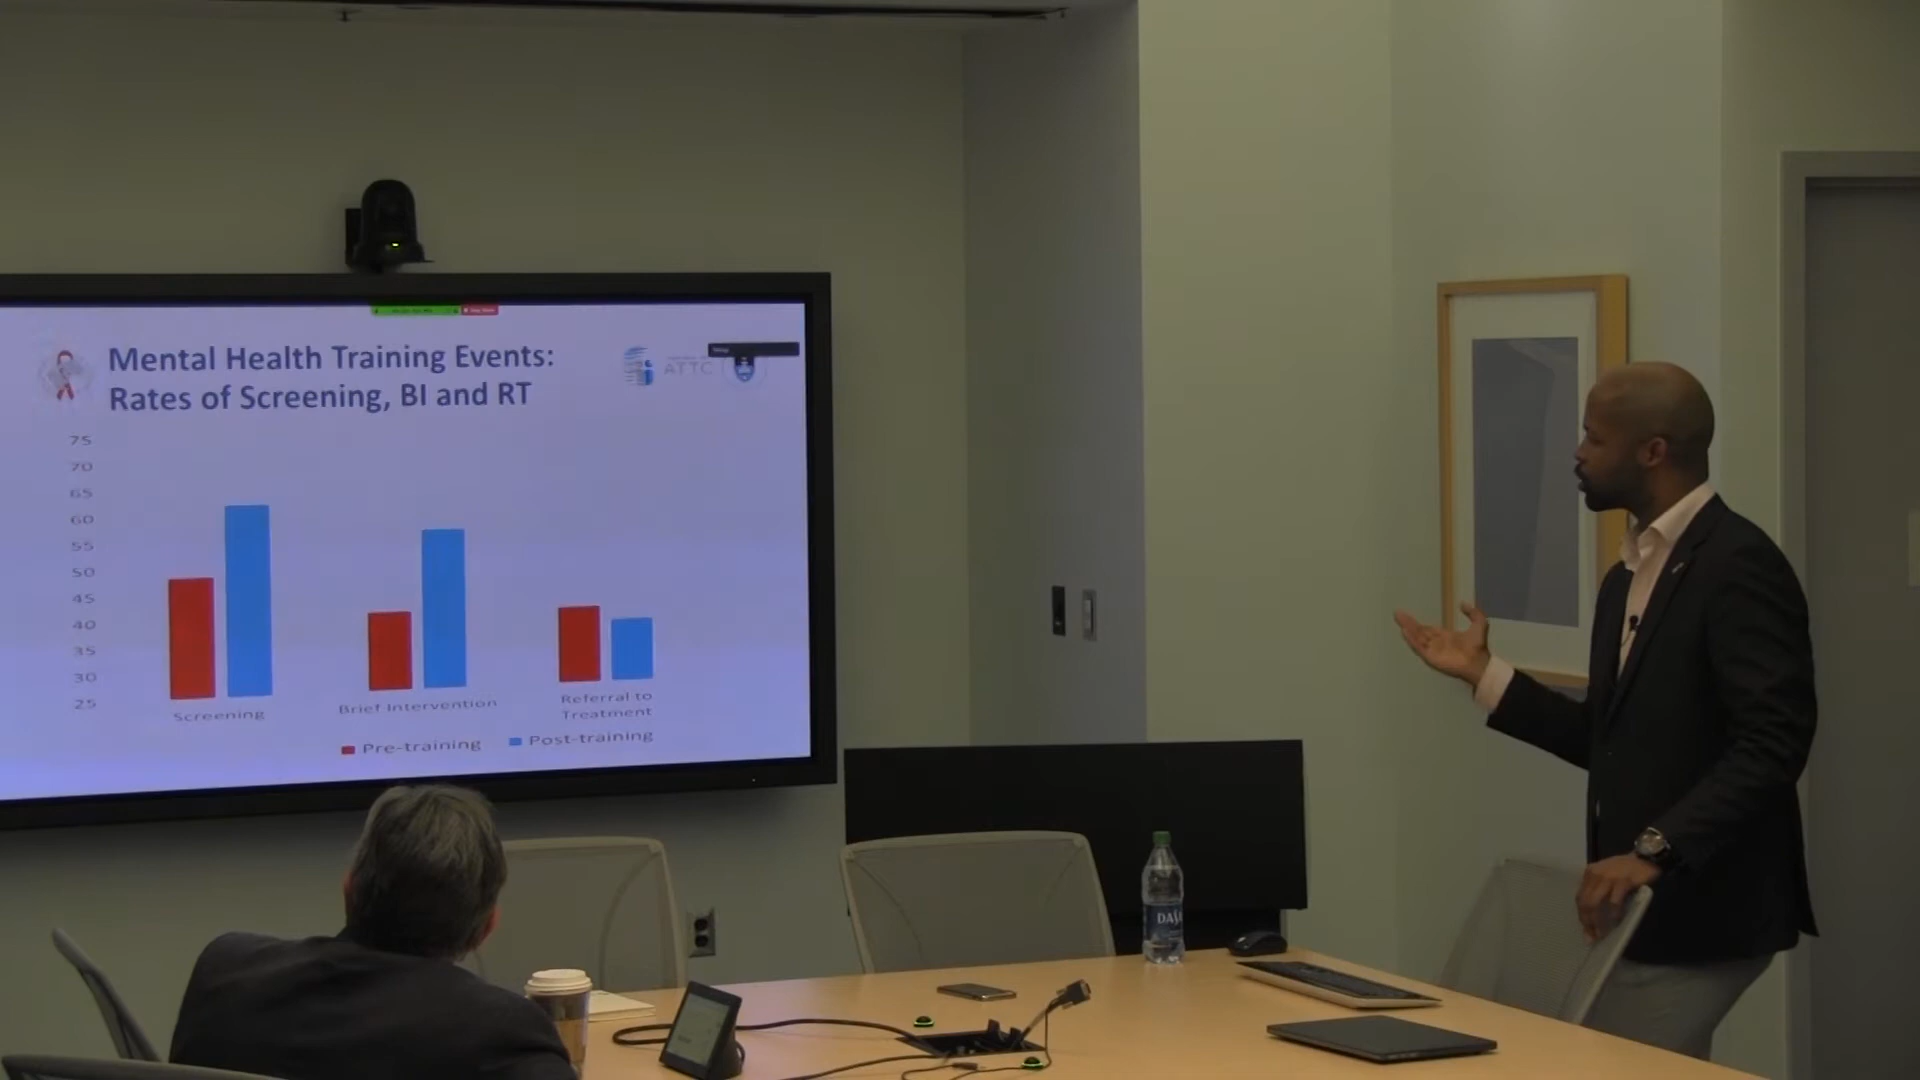 Mental Health Training Events:
Rates of Screening, BI and RT
ATTC
75
70
65
60
55
50
45
40
35
30
25
Screening
Brief Intervention
Referral to
Treatment
Pre-training
Post-training